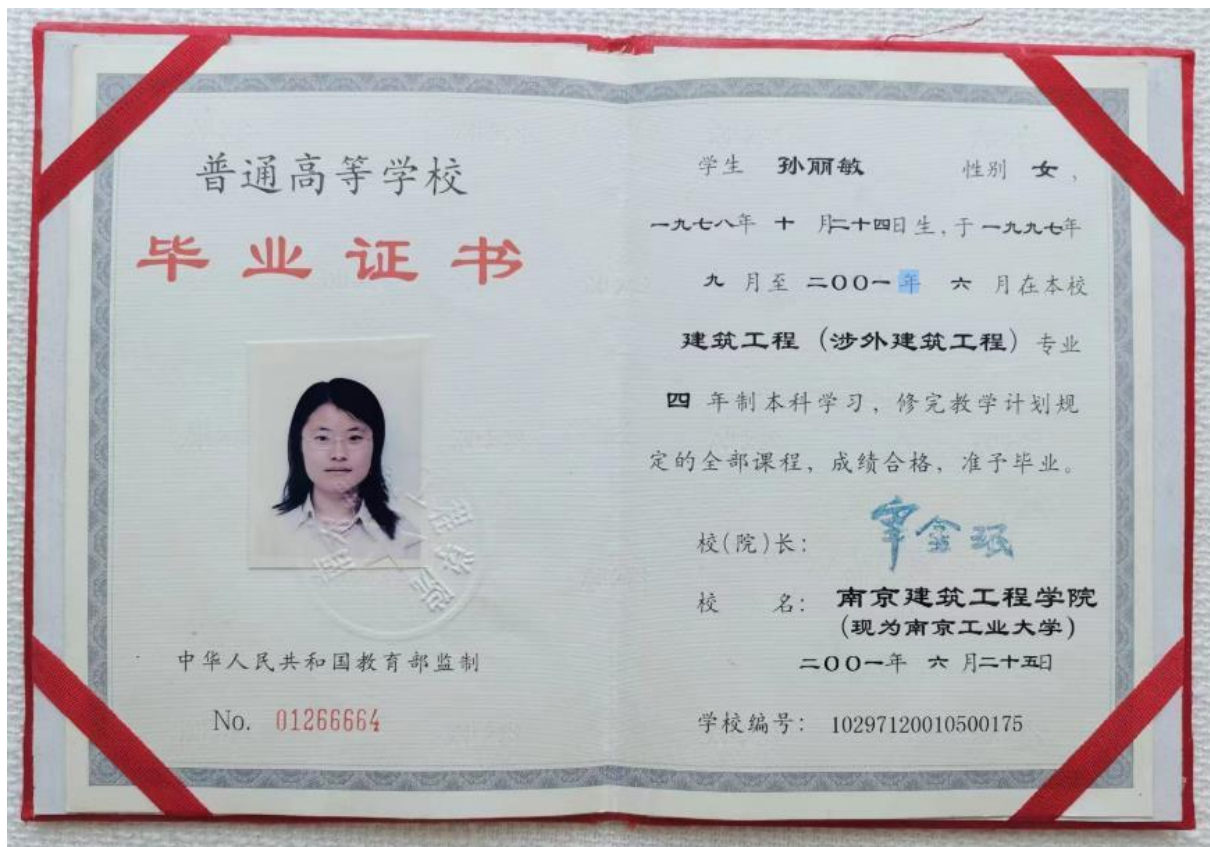 普通高等学校
毕业证书
中华人民共和国教育部监制
No. 01266664
学生 孙丽敏 性别 女，
一九七八年 十 月二十四日生，于一九九七年
九 月至 二00一年 六 月在本校
建筑工程（涉外建筑工程）专业
四 年制本科学习，修完教学计划规
定的全部课程，成绩合格，准予毕业。
校(院)长：
校 名：南京建筑工程学院
(现为南京工业大学)
二00一年 六 月二十五日
学校编号：10297120010500175